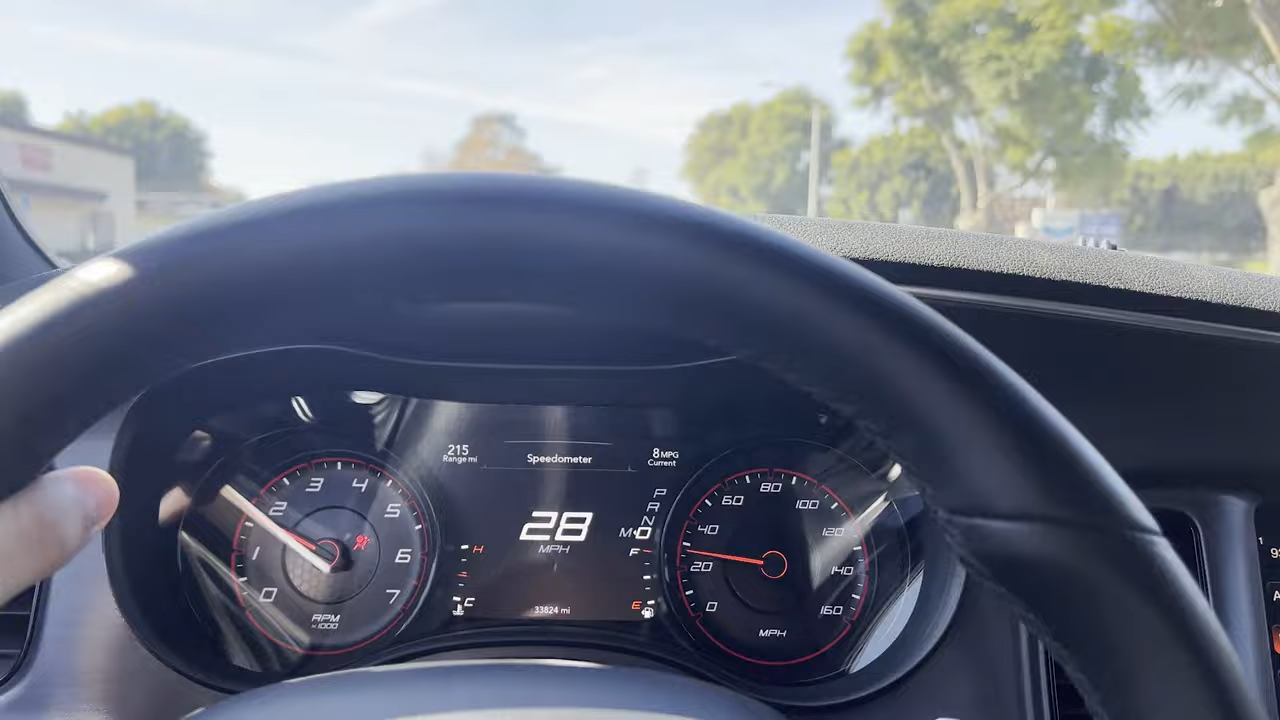 215
Range mi
Speedometer
8 MPG
Current
0
1
2
3
4
5
6
7
RPM
x1000
28
MPH
P
R
N
M D
H
C
F
E
33824 mi
0
20
40
60
80
100
120
140
160
MPH